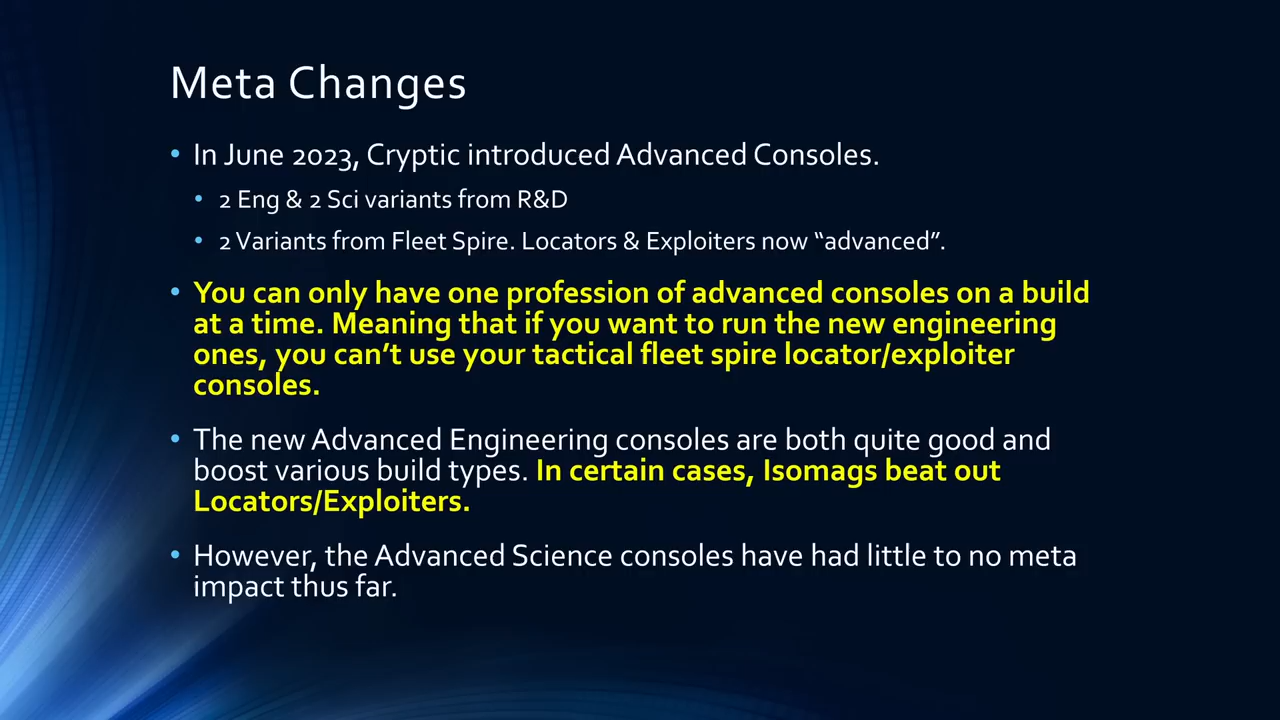 Meta Changes
• In June 2023, Cryptic introduced Advanced Consoles.
• 2 Eng & 2 Sci variants from R&D
• 2 Variants from Fleet Spire. Locators & Exploiters now “advanced”.
• You can only have one profession of advanced consoles on a build
at a time. Meaning that if you want to run the new engineering
ones, you can’t use your tactical fleet spire locator/exploiter
consoles.
• The new Advanced Engineering consoles are both quite good and
boost various build types. In certain cases, Isomags beat out
Locators/Exploiters.
• However, the Advanced Science consoles have had little to no meta
impact thus far.